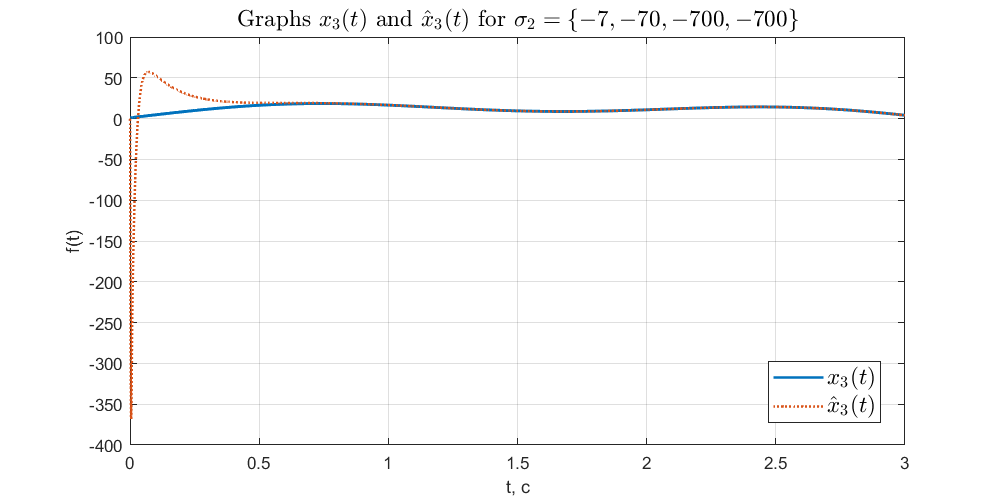 Graphs x₃(t) and x̂₃(t) for σ₂ = {−7, −70, −700, −700}
100
50
0
-50
-100
-150
-200
-250
-300
-350
-400
f(t)
x₃(t)
x̂₃(t)
0 0.5 1 1.5 2 2.5 3
t, c